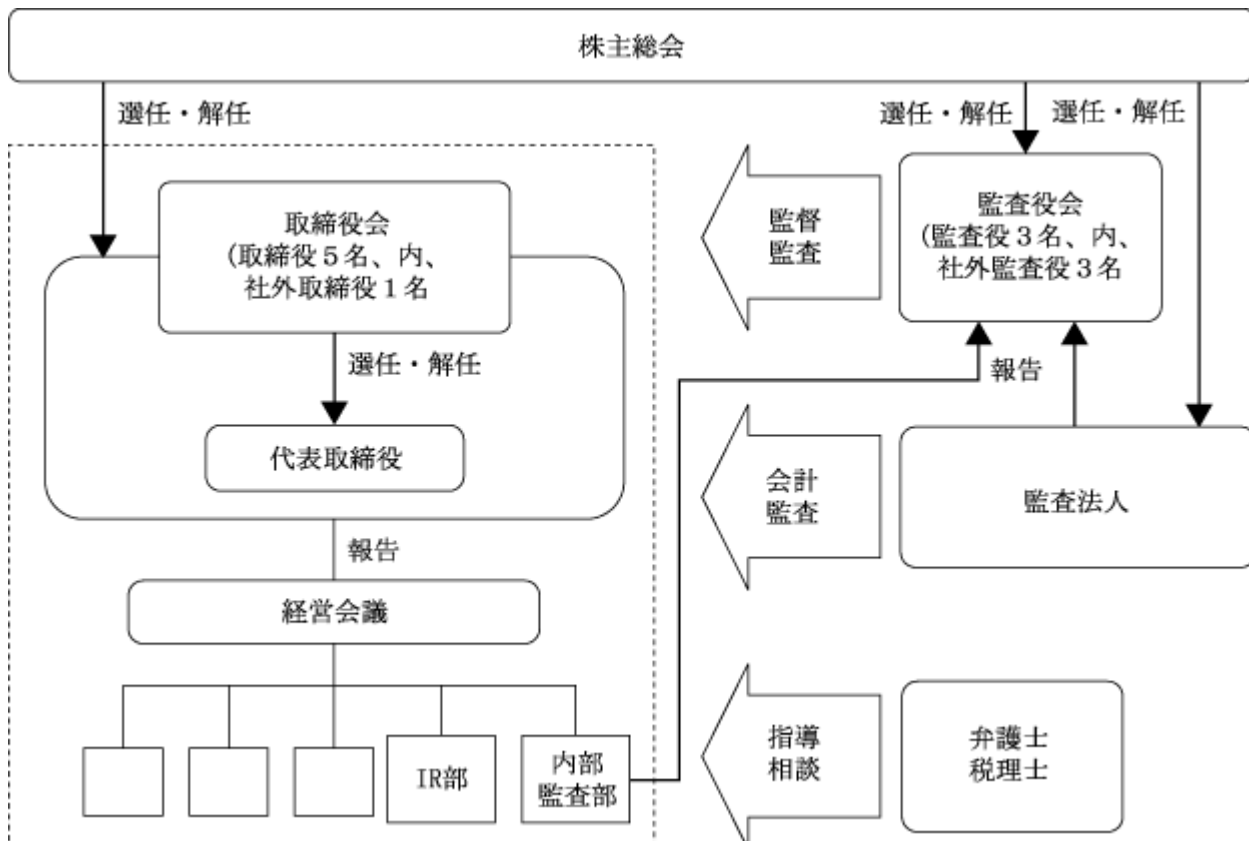 株主総会
選任・解任
選任・解任
選任・解任
取締役会
(取締役5名、内、
社外取締役1名
監督
監査
監査役会
(監査役3名、内、
社外監査役3名
選任・解任
報告
代表取締役
会計
監査
監査法人
報告
経営会議
IR部
内部
監査部
指導
相談
弁護士
税理士